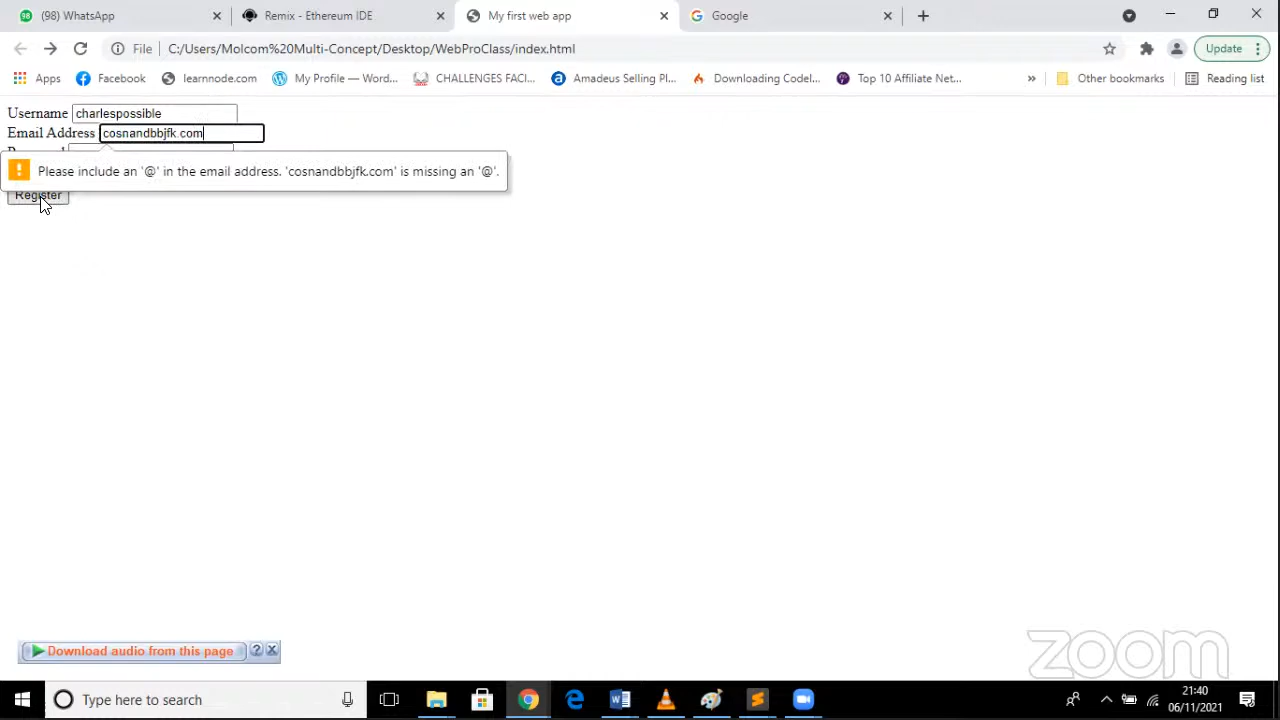 (98) WhatsApp
Remix - Ethereum IDE
My first web app
Google
File
C:/Users/Molcom%20Multi-Concept/Desktop/WebProClass/index.html
Update
Apps
Facebook
learnnode.com
My Profile — Word...
CHALLENGES FACI...
Amadeus Selling Pl...
Downloading CodeI...
Top 10 Affiliate Net...
»
Other bookmarks
Reading list
Username charlespossible
Email Address cosnandbbjfk.com
Please include an '@' in the email address. 'cosnandbbjfk.com' is missing an '@'.
Register
Download audio from this page
?
zoom
Type here to search
21:40
06/11/2021